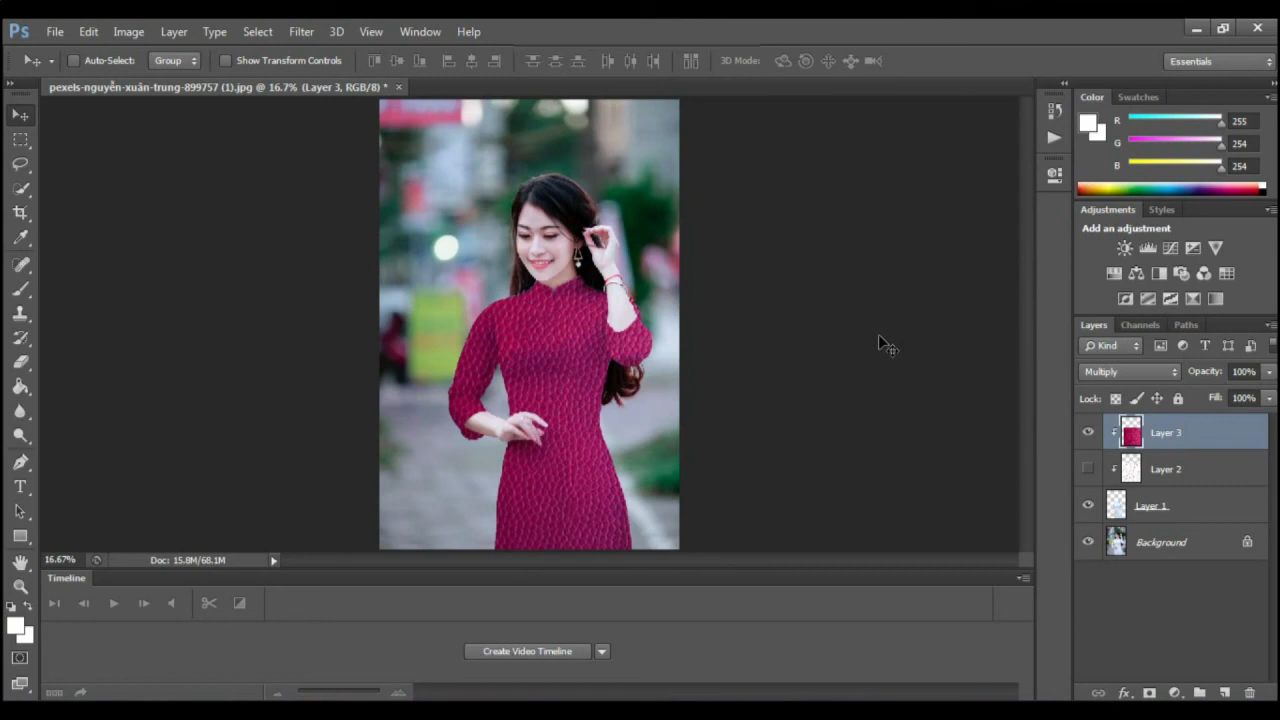 Ps File Edit Image Layer Type Select Filter 3D View Window Help
Auto-Select: Group Show Transform Controls 3D Mode: Essentials
pexels-nguyễn-xuân-trung-899757 (1).jpg @ 16.7% (Layer 3, RGB/8) * ×
Color Swatches
R 255
G 254
B 254
Adjustments Styles
Add an adjustment
Layers Channels Paths
Kind
Multiply Opacity: 100%
Lock: Fill: 100%
Layer 3
Layer 2
Layer 1
Background
16.67% Doc: 15.8M/68.1M
Timeline
Create Video Timeline